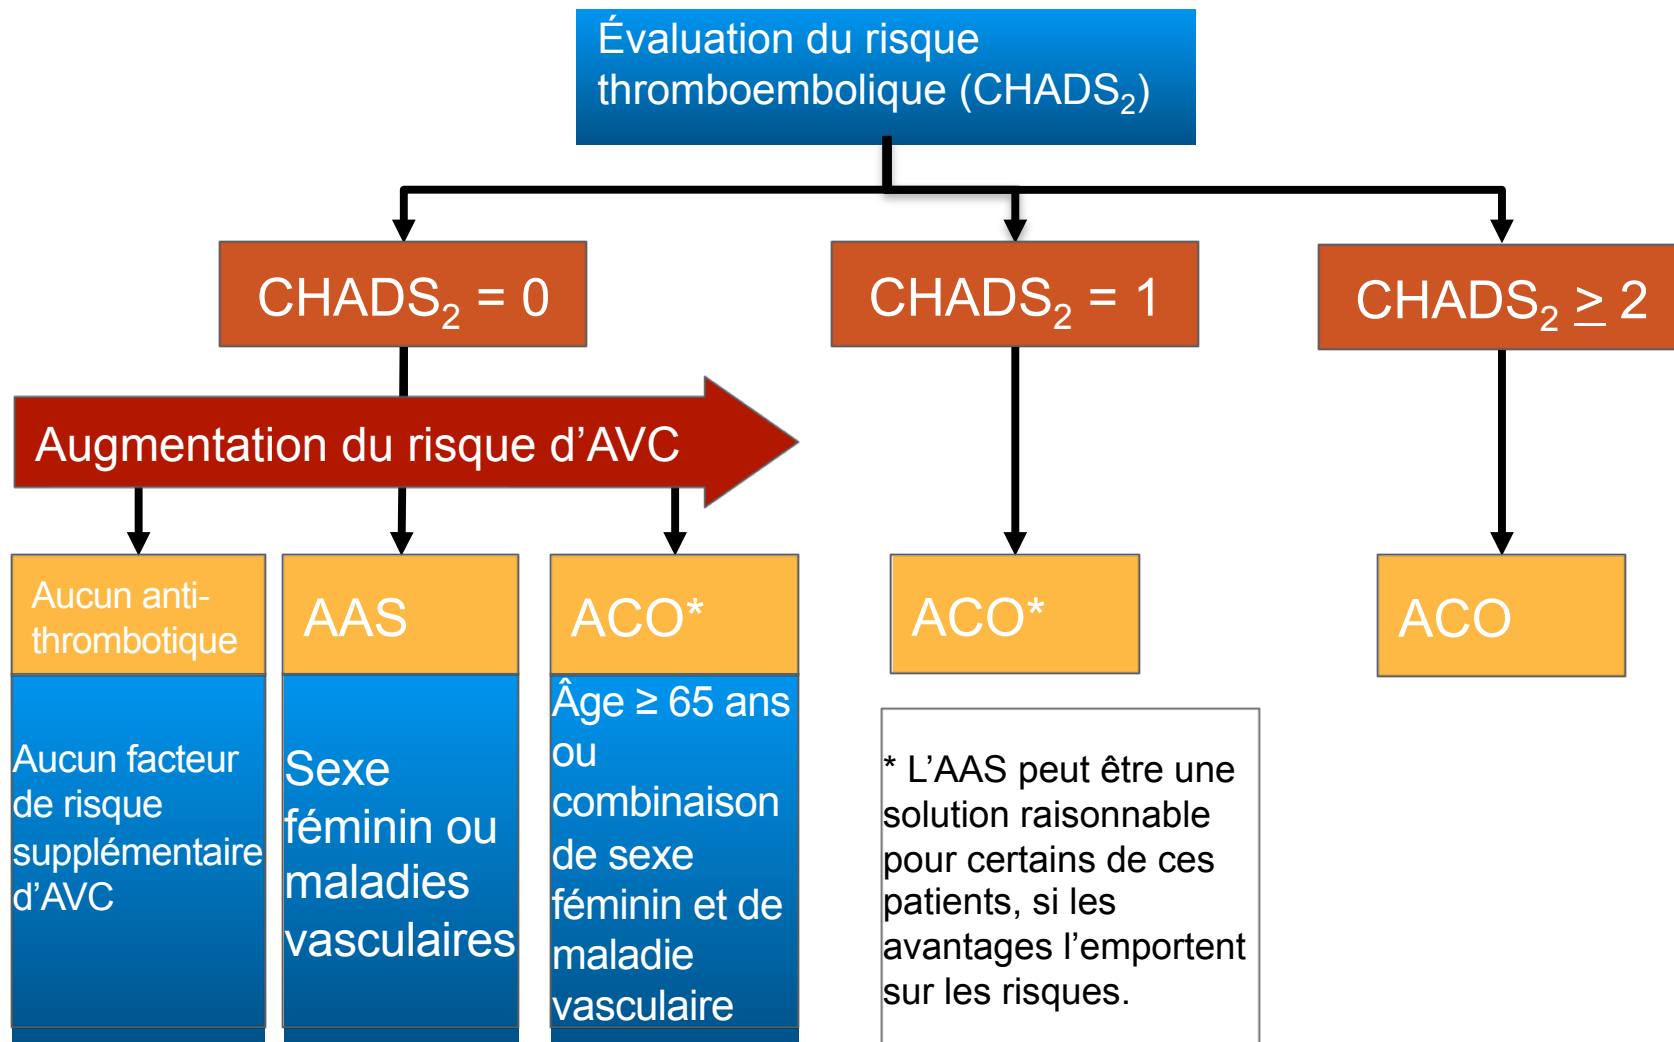 Évaluation du risque
thromboembolique (CHADS₂)
CHADS₂ = 0
CHADS₂ = 1
CHADS₂ ≥ 2
Augmentation du risque d’AVC
Aucun anti-
thrombotique
AAS
ACO*
ACO*
ACO
Aucun facteur
de risque
supplémentaire
d’AVC
Sexe
féminin ou
maladies
vasculaires
Âge ≥ 65 ans
ou
combinaison
de sexe
féminin et de
maladie
vasculaire
* L’AAS peut être une
solution raisonnable
pour certains de ces
patients, si les
avantages l’emportent
sur les risques.